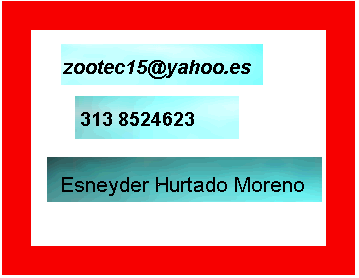 zootec15@yahoo.es
313 8524623
Esneyder Hurtado Moreno